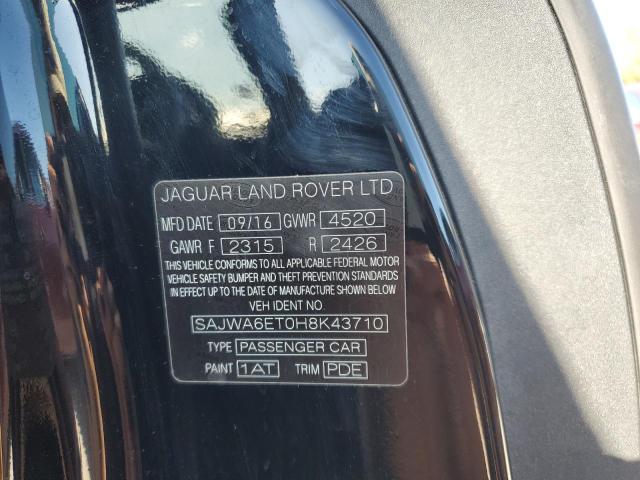 JAGUAR LAND ROVER LTD
MFD DATE 09/16 GVWR 4520
GAWR F 2315 R 2426
THIS VEHICLE CONFORMS TO ALL APPLICABLE FEDERAL MOTOR
VEHICLE SAFETY BUMPER AND THEFT PREVENTION STANDARDS
IN EFFECT UP TO THE DATE OF MANUFACTURE SHOWN BELOW
VEH IDENT NO.
SAJWA6ET0H8K43710
TYPE PASSENGER CAR
PAINT 1AT TRIM PDE